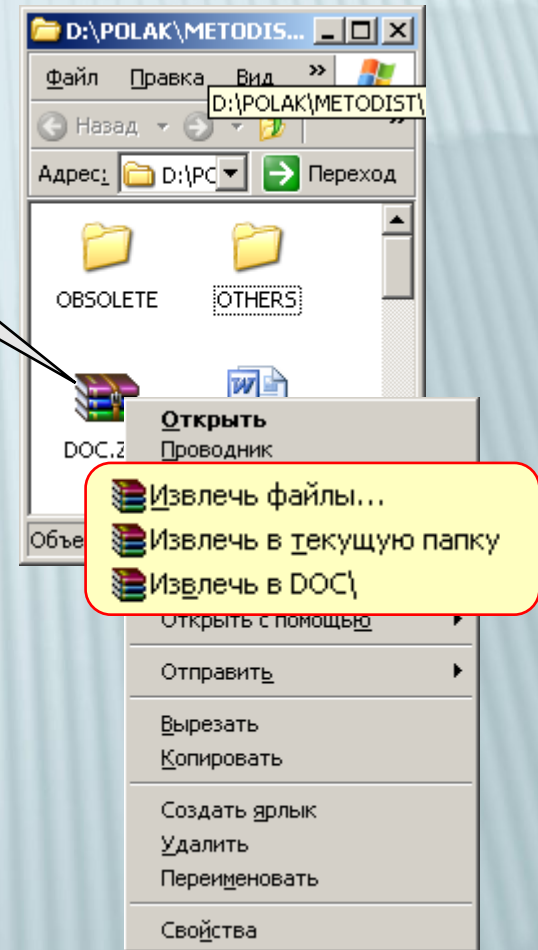 D:\POLAK\METODIS...
Файл Правка Вид »
D:\POLAK\METODIST\
Назад »
Адрес: D:\PC Переход
OBSOLETE OTHERS
DOC.Z
Открыть
Проводник
Извлечь файлы...
Извлечь в текущую папку
Извлечь в DOC\
Объе
Открыть с помощью
Отправить
Вырезать
Копировать
Создать ярлык
Удалить
Переименовать
Свойства